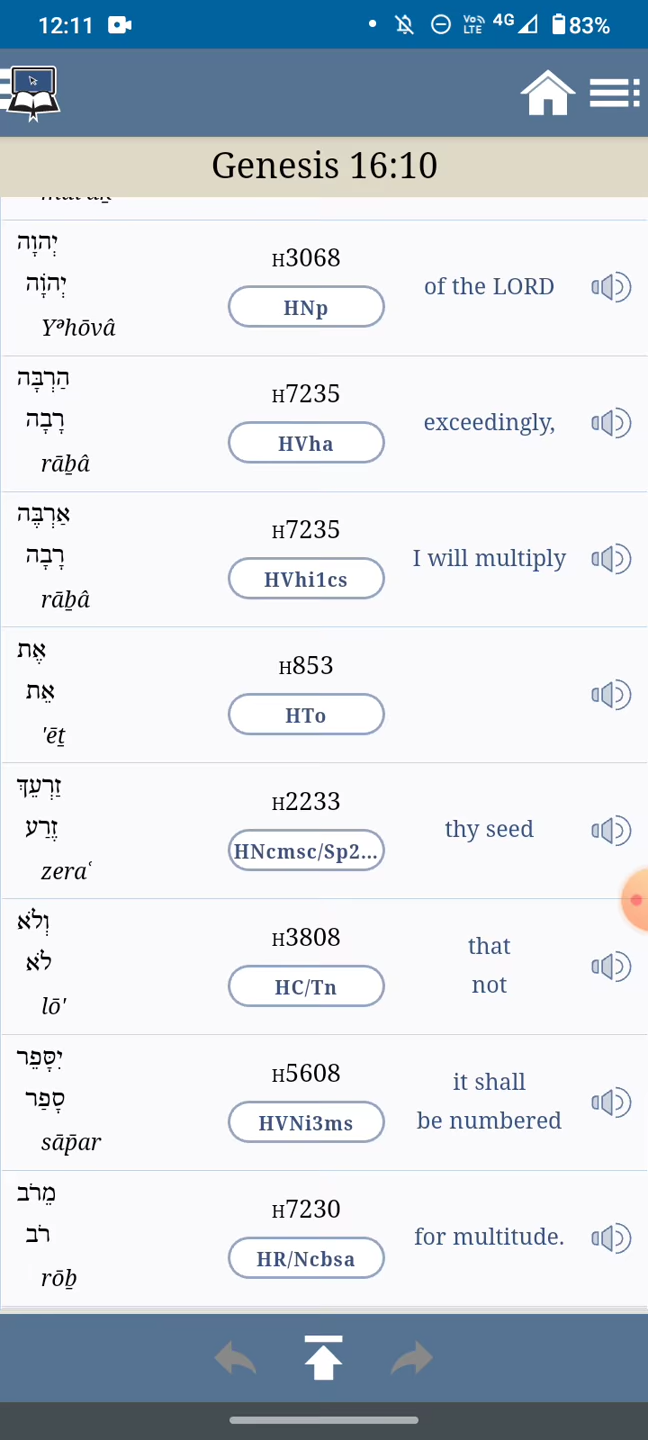 12:11 VoLTE 4G 83%
Genesis 16:10
יְהוָה
יְהֹוָה
Yᵊhōvâ
H3068
HNp
of the LORD
הַרְבָּה
רָבָה
rāḇâ
H7235
HVha
exceedingly,
אַרְבֶּה
רָבָה
rāḇâ
H7235
HVhi1cs
I will multiply
אֶת
אֵת
'ēṯ
H853
HTo
זַרְעֵךְ
זֶרַע
zeraʿ
H2233
HNcmsc/Sp2...
thy seed
וְלֹא
לֹא
lō'
H3808
HC/Tn
that
not
יִסָּפֵר
סָפַר
sāp̄ar
H5608
HVNi3ms
it shall
be numbered
מֵרֹב
רֹב
rōḇ
H7230
HR/Ncbsa
for multitude.